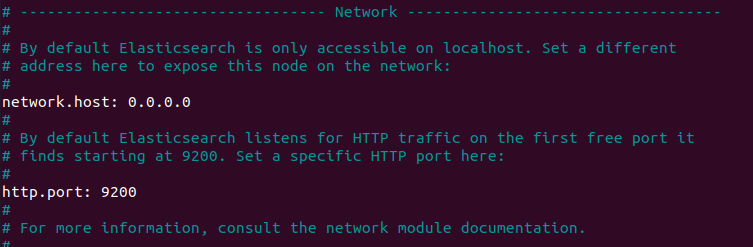 # ---------------------------------- Network -----------------------------------
#
# By default Elasticsearch is only accessible on localhost. Set a different
# address here to expose this node on the network:
#
network.host: 0.0.0.0
#
# By default Elasticsearch listens for HTTP traffic on the first free port it
# finds starting at 9200. Set a specific HTTP port here:
#
http.port: 9200
#
# For more information, consult the network module documentation.
#